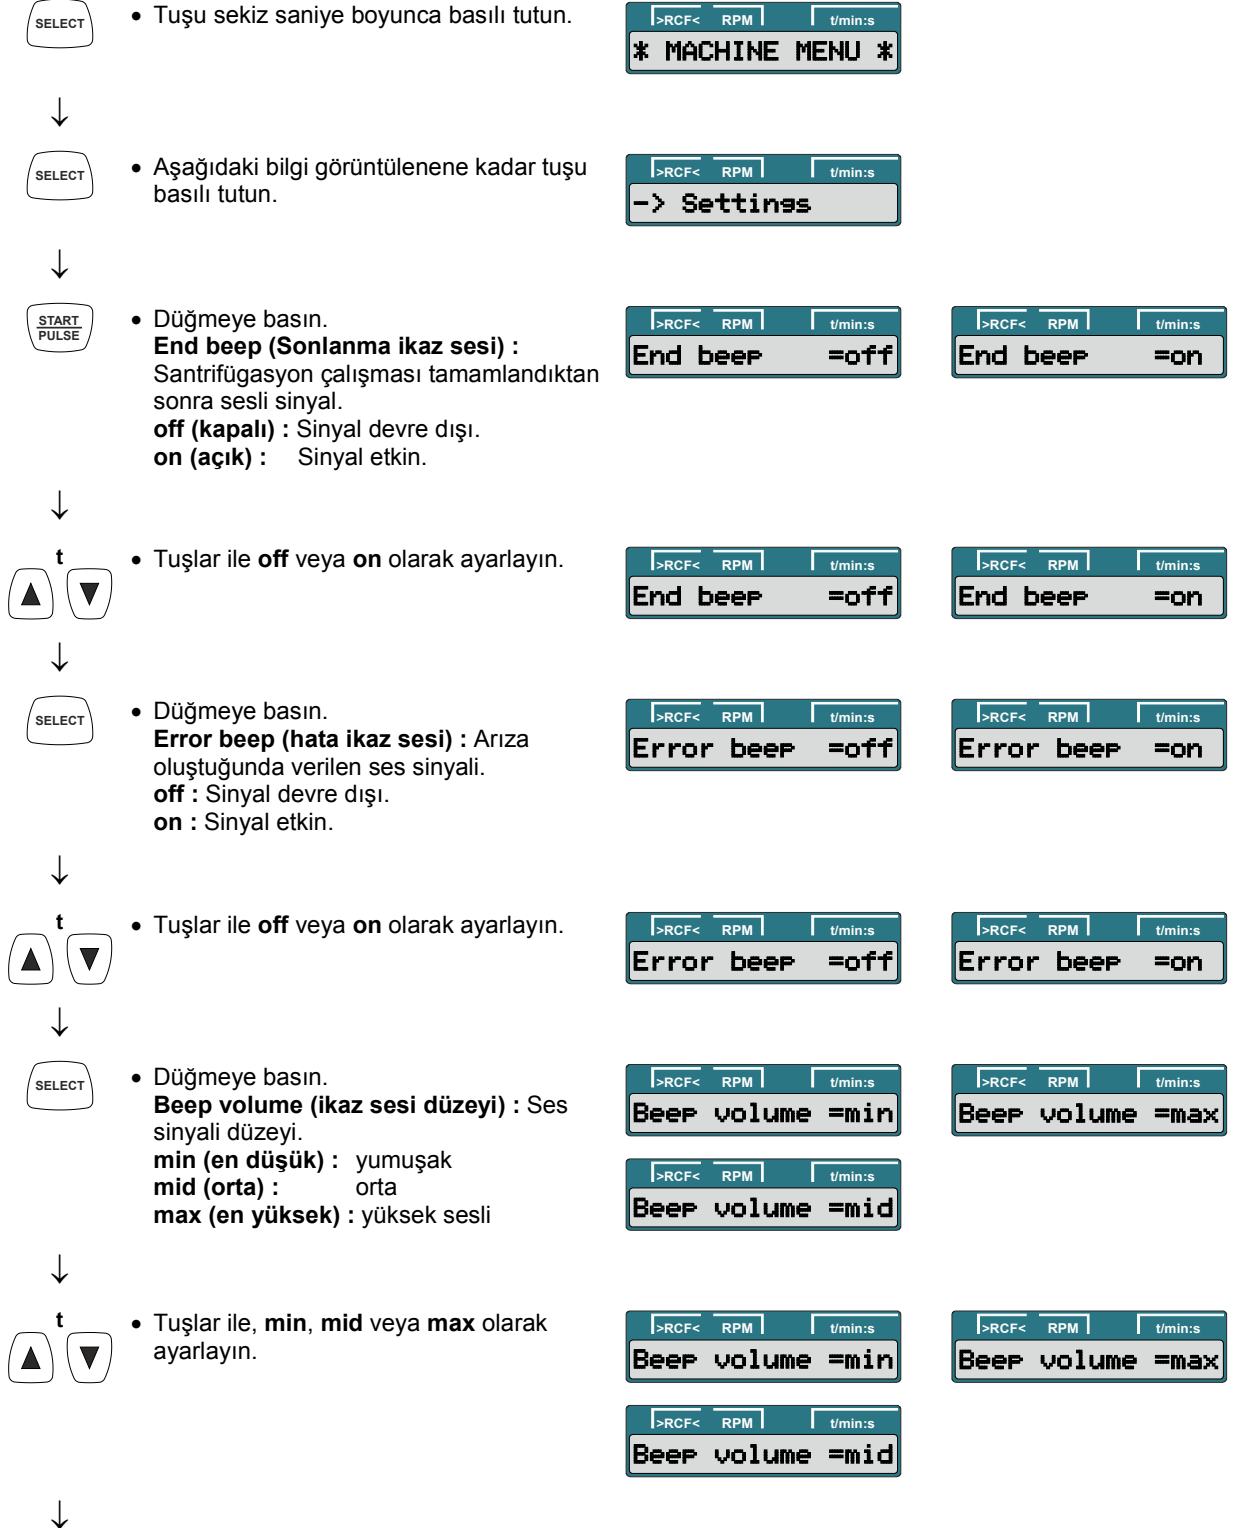 SELECT
• Tuşu sekiz saniye boyunca basılı tutun.
>RCF< RPM t/min:s
* MACHINE MENU *
↓
SELECT
• Aşağıdaki bilgi görüntülenene kadar tuşu
basılı tutun.
>RCF< RPM t/min:s
-> Settings
↓
START
PULSE
• Düğmeye basın.
End beep (Sonlanma ikaz sesi) :
Santrifügasyon çalışması tamamlandıktan
sonra sesli sinyal.
off (kapalı) : Sinyal devre dışı.
on (açık) : Sinyal etkin.
>RCF< RPM t/min:s
End beep =off
>RCF< RPM t/min:s
End beep =on
↓
t
▲ ▼
• Tuşlar ile off veya on olarak ayarlayın.
>RCF< RPM t/min:s
End beep =off
>RCF< RPM t/min:s
End beep =on
↓
SELECT
• Düğmeye basın.
Error beep (hata ikaz sesi) : Arıza
oluştuğunda verilen ses sinyali.
off : Sinyal devre dışı.
on : Sinyal etkin.
>RCF< RPM t/min:s
Error beep =off
>RCF< RPM t/min:s
Error beep =on
↓
t
▲ ▼
• Tuşlar ile off veya on olarak ayarlayın.
>RCF< RPM t/min:s
Error beep =off
>RCF< RPM t/min:s
Error beep =on
↓
SELECT
• Düğmeye basın.
Beep volume (ikaz sesi düzeyi) : Ses
sinyali düzeyi.
min (en düşük) : yumuşak
mid (orta) : orta
max (en yüksek) : yüksek sesli
>RCF< RPM t/min:s
Beep volume =min
>RCF< RPM t/min:s
Beep volume =max
>RCF< RPM t/min:s
Beep volume =mid
↓
t
▲ ▼
• Tuşlar ile, min, mid veya max olarak
ayarlayın.
>RCF< RPM t/min:s
Beep volume =min
>RCF< RPM t/min:s
Beep volume =max
>RCF< RPM t/min:s
Beep volume =mid
↓